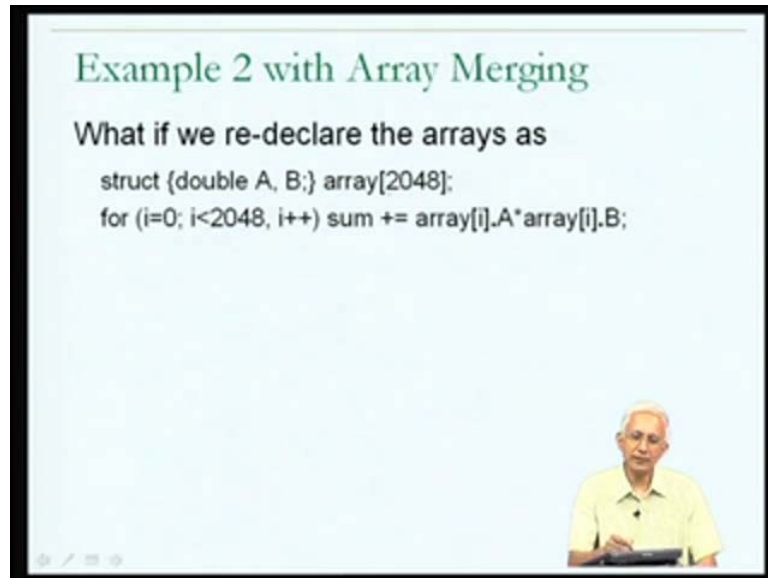 Example 2 with Array Merging
What if we re-declare the arrays as
struct {double A, B;} array[2048];
for (i=0; i<2048, i++) sum += array[i].A*array[i].B;